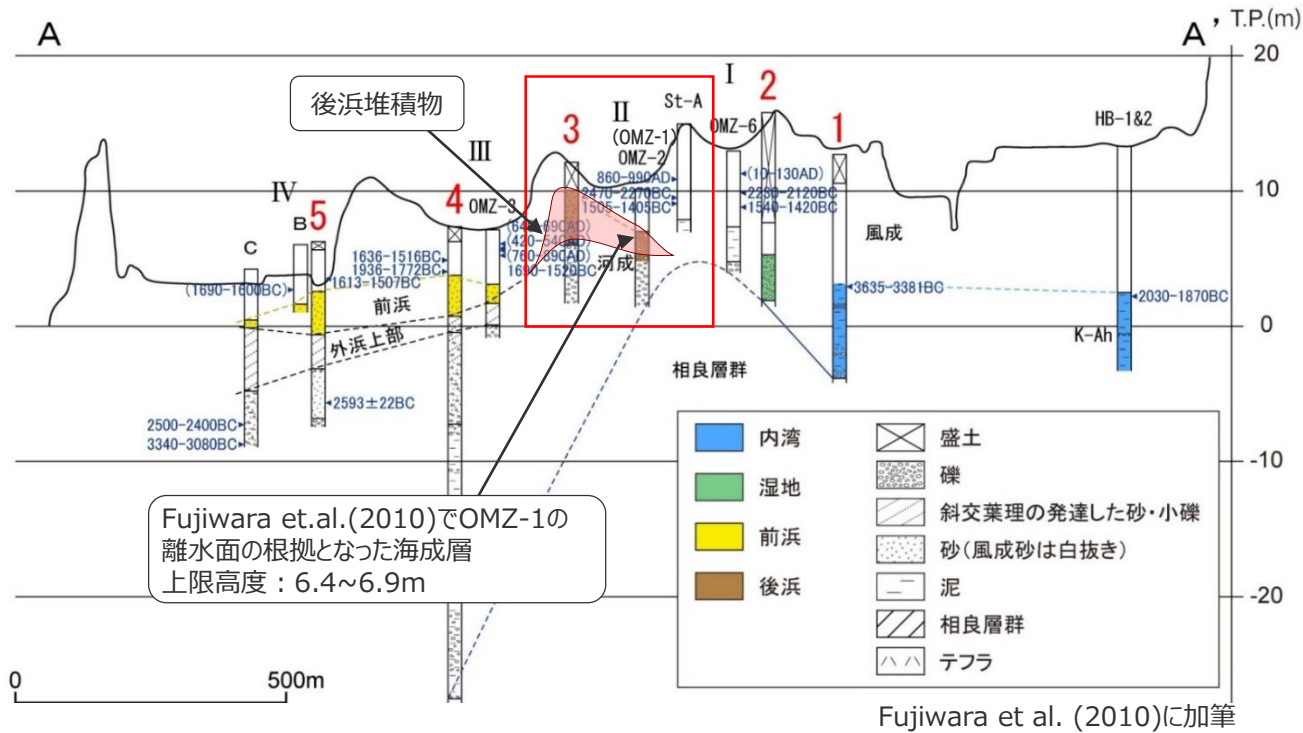 A
A'
T.P.(m)
20
10
0
-10
-20
後浜堆積物
I
II
III
IV
(OMZ-1)
OMZ-2
St-A
OMZ-6
2
1
3
4
5
OMZ-3
B
C
HB-1&2
860-990AD
2470-2270BC
1505-1405BC
(10-130AD)
2280-2120BC
1540-1420BC
1690-1520BC
1636-1516BC
1936-1772BC
(1690-1600BC)
1613-1507BC
2593±22BC
2500-2400BC
3340-3080BC
3635-3381BC
2030-1870BC
K-Ah
風成
河成
前浜
外浜上部
相良層群
Fujiwara et.al.(2010)でOMZ-1の
離水面の根拠となった海成層
上限高度：6.4~6.9m
内湾
湿地
前浜
後浜
盛土
礫
斜交葉理の発達した砂・小礫
砂(風成砂は白抜き)
泥
相良層群
テフラ
0
500m
Fujiwara et al. (2010)に加筆